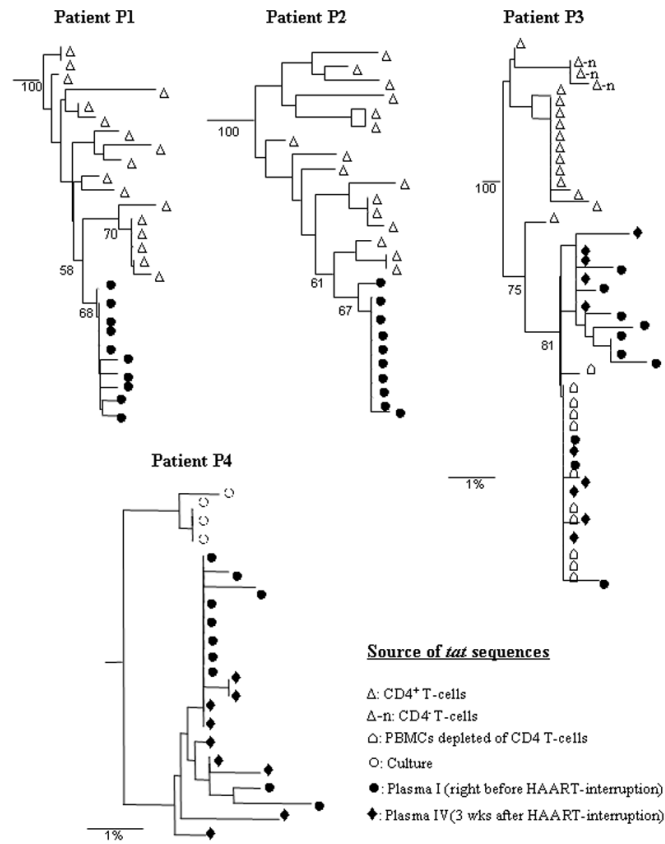 Patient P1
Patient P2
Patient P3
100
70
58
68
100
61
67
-n
-n
-n
100
75
81
1%
Patient P4
1%
Source of tat sequences
: CD4+ T-cells
-n: CD4- T-cells
: PBMCs depleted of CD4 T-cells
: Culture
: Plasma I (right before HAART-interruption)
: Plasma IV(3 wks after HAART-interruption)